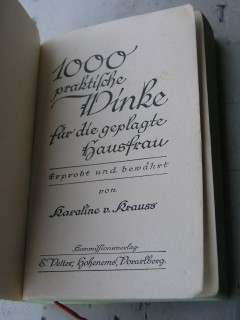 1000
praktische
Winke
für die geplagte
Hausfrau
Erprobt und bewährt
von
Karoline v. Krauss
Kommissionsverlag
E. Vetter, Hohenems, Vorarlberg.